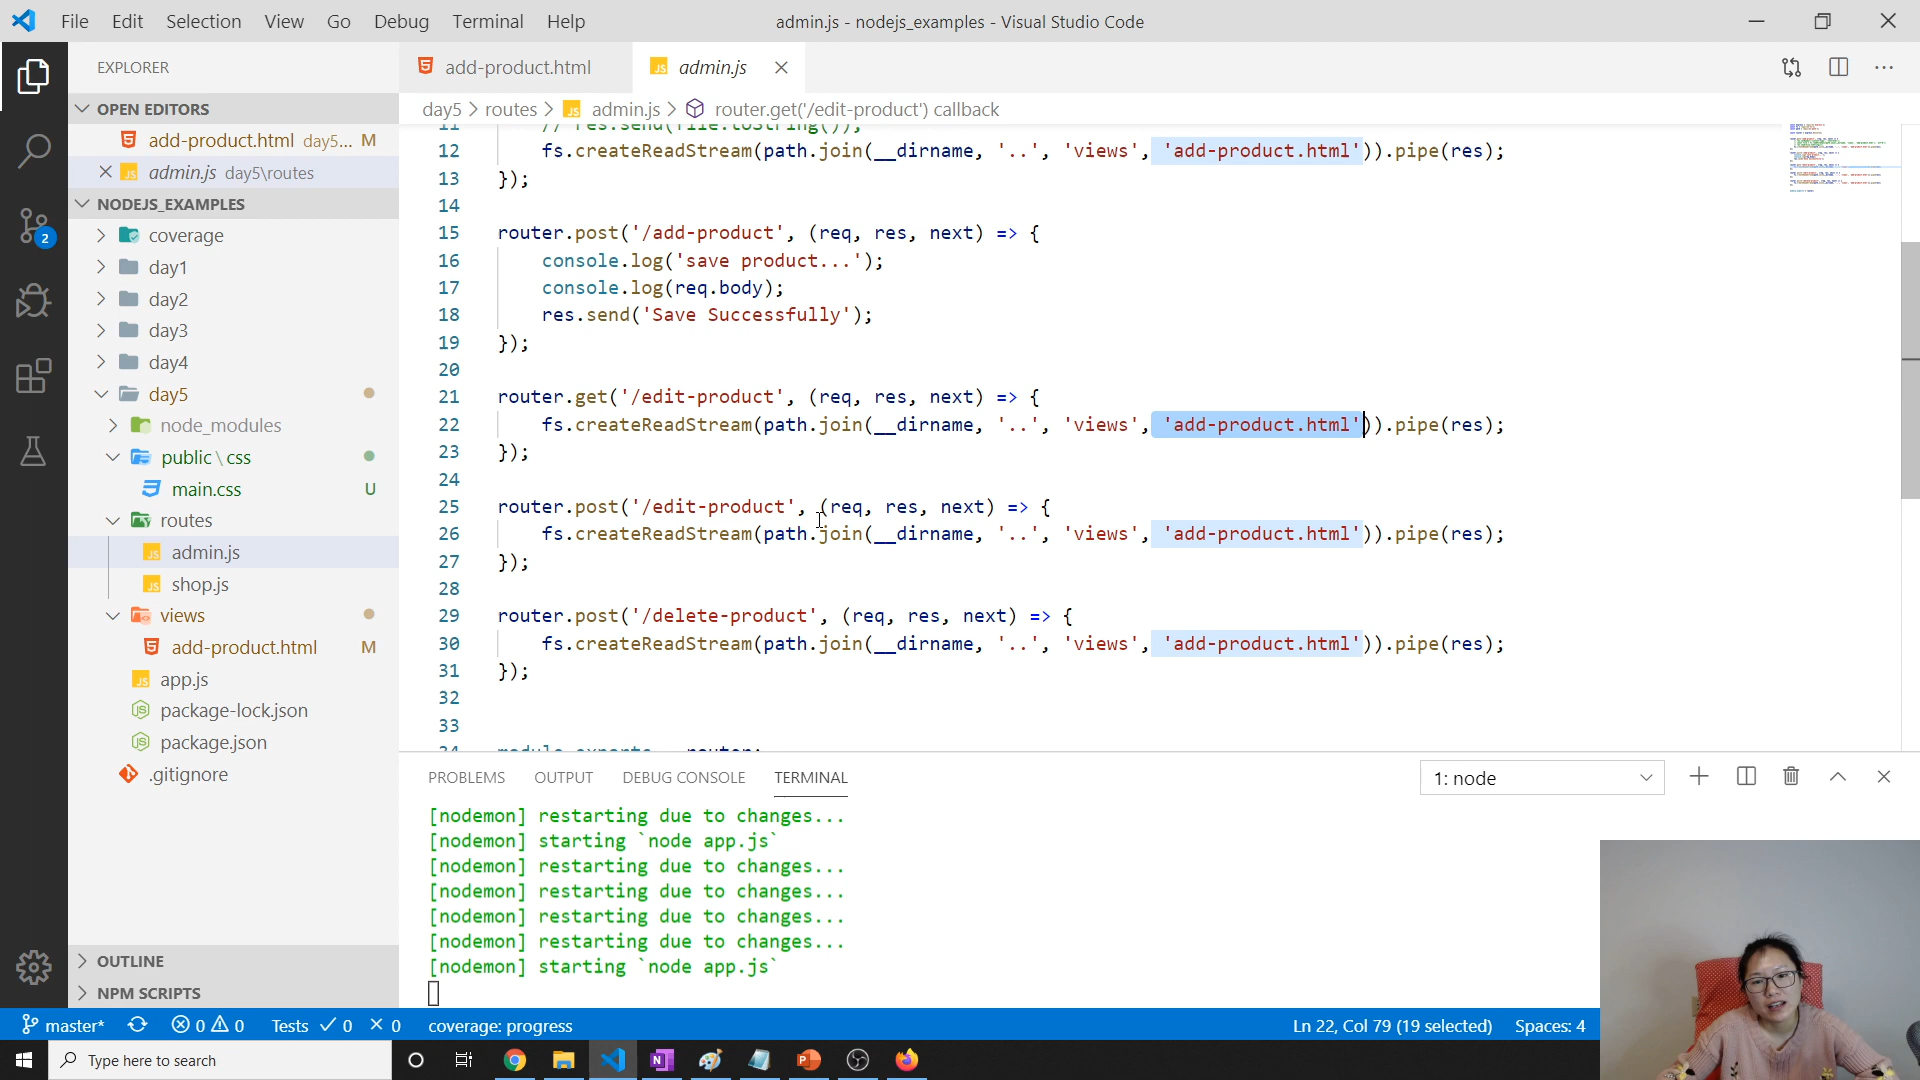 File Edit Selection View Go Debug Terminal Help
admin.js - nodejs_examples - Visual Studio Code
EXPLORER
OPEN EDITORS
add-product.html day5... M
admin.js day5\routes
NODEJS_EXAMPLES
coverage
day1
day2
day3
day4
day5
node_modules
public \ css
main.css U
routes
admin.js
shop.js
views
add-product.html M
app.js
package-lock.json
package.json
.gitignore
OUTLINE
NPM SCRIPTS
2
add-product.html
admin.js
day5 > routes > admin.js > router.get('/edit-product') callback
11 // res.send(file.toString());
12 fs.createReadStream(path.join(__dirname, '..', 'views', 'add-product.html')).pipe(res);
13 });
14
15 router.post('/add-product', (req, res, next) => {
16 console.log('save product...');
17 console.log(req.body);
18 res.send('Save Successfully');
19 });
20
21 router.get('/edit-product', (req, res, next) => {
22 fs.createReadStream(path.join(__dirname, '..', 'views', 'add-product.html')).pipe(res);
23 });
24
25 router.post('/edit-product', (req, res, next) => {
26 fs.createReadStream(path.join(__dirname, '..', 'views', 'add-product.html')).pipe(res);
27 });
28
29 router.post('/delete-product', (req, res, next) => {
30 fs.createReadStream(path.join(__dirname, '..', 'views', 'add-product.html')).pipe(res);
31 });
32
33
34 module.exports = router;
PROBLEMS OUTPUT DEBUG CONSOLE TERMINAL
1: node
[nodemon] restarting due to changes...
[nodemon] starting `node app.js`
[nodemon] restarting due to changes...
[nodemon] restarting due to changes...
[nodemon] restarting due to changes...
[nodemon] restarting due to changes...
[nodemon] starting `node app.js`
master* 0 0 Tests 0 0 coverage: progress
Ln 22, Col 79 (19 selected) Spaces: 4
Type here to search